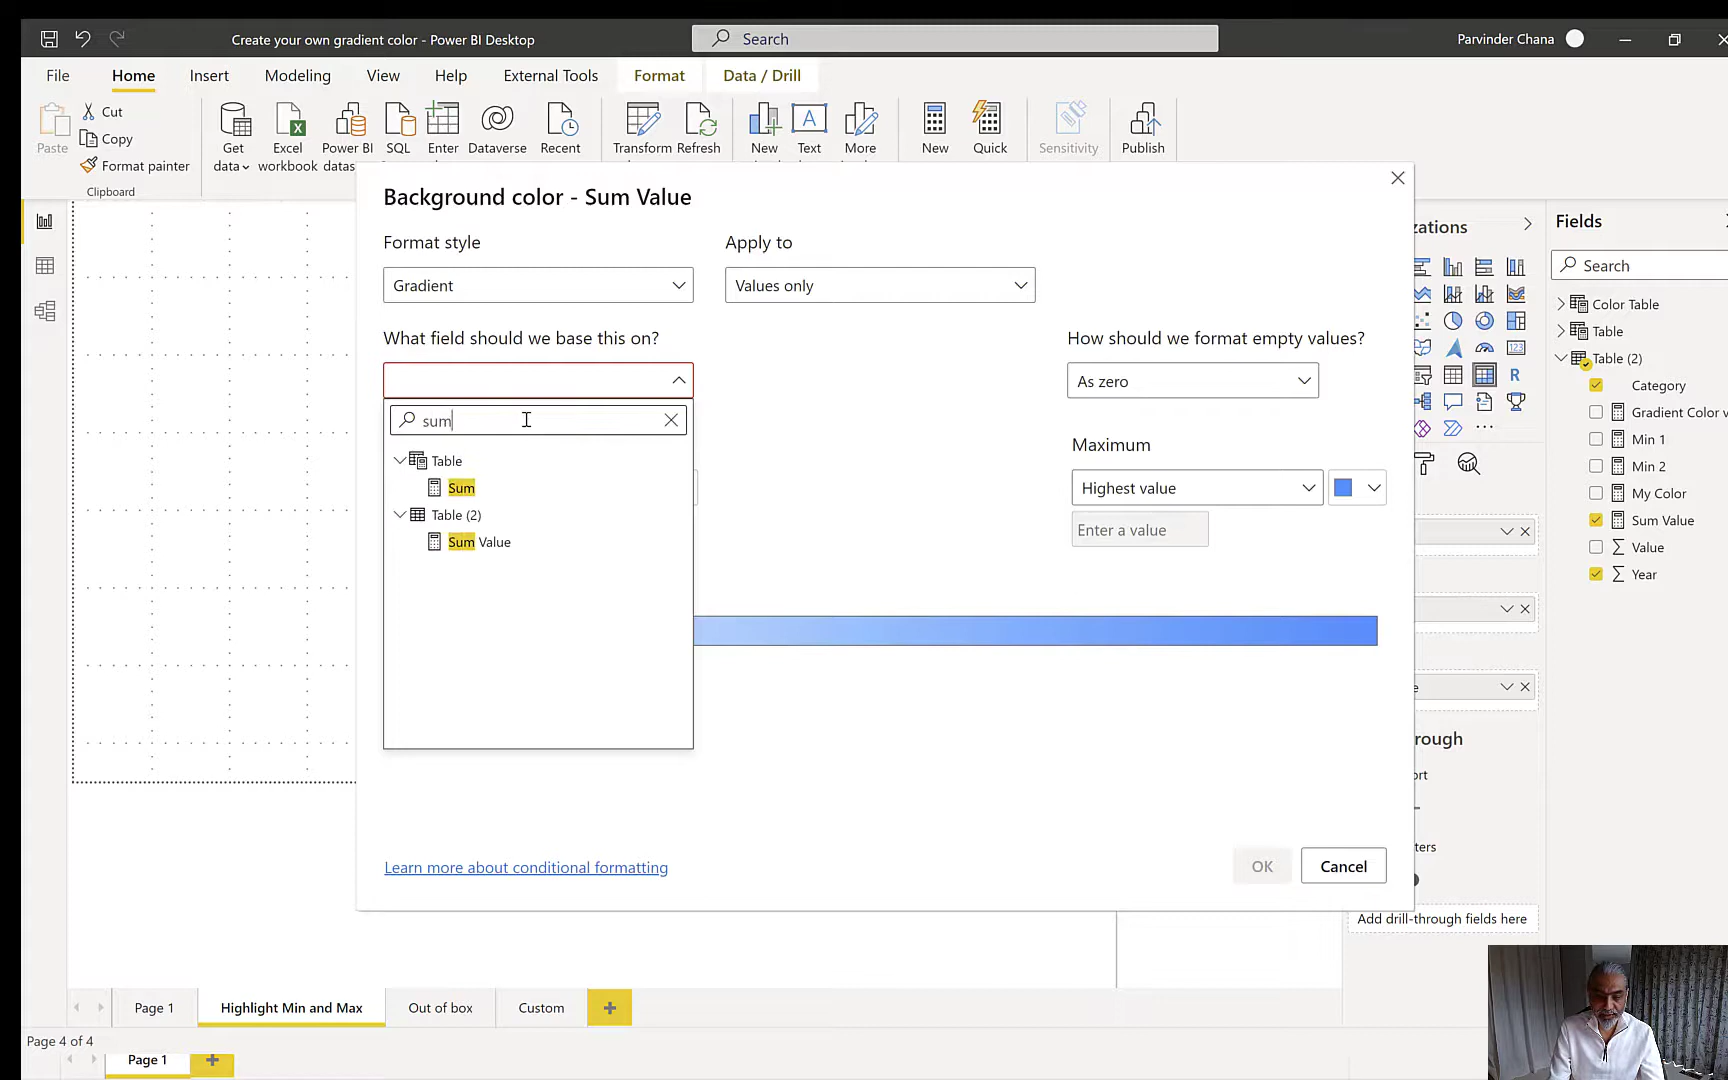 Create your own gradient color - Power BI Desktop
Search
Parvinder Chana
File
Home
Insert
Modeling
View
Help
External Tools
Format
Data / Drill
Paste
Cut
Copy
Format painter
Clipboard
Get
data
Excel
workbook
Power BI
datas
SQL
Enter
Dataverse
Recent
Transform
Refresh
New
Text
More
New
Quick
Sensitivity
Publish
Background color - Sum Value
Format style
Apply to
Gradient
Values only
What field should we base this on?
How should we format empty values?
As zero
sum
Table
Sum
Table (2)
Sum Value
Maximum
Highest value
Enter a value
Learn more about conditional formatting
OK
Cancel
zations
rough
ort
ters
Add drill-through fields here
Fields
Search
Color Table
Table
Table (2)
Category
Gradient Color v
Min 1
Min 2
My Color
Sum Value
Value
Year
Page 1
Highlight Min and Max
Out of box
Custom
Page 4 of 4
Page 1